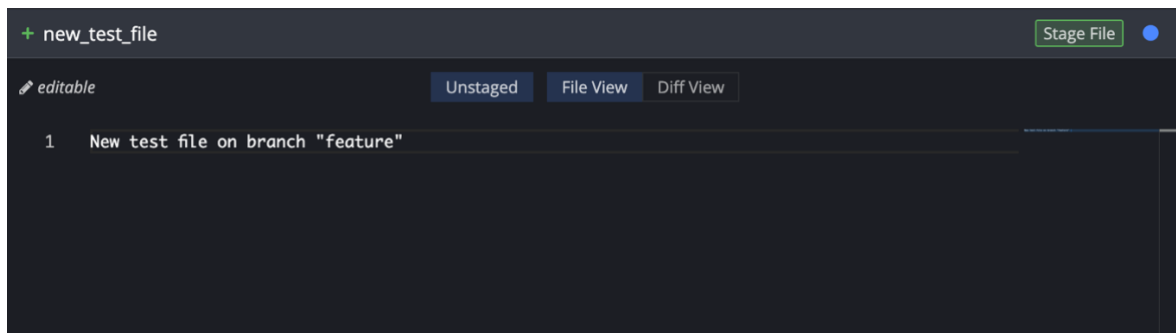 + new_test_file Stage File
editable Unstaged File View Diff View
1 New test file on branch "feature"